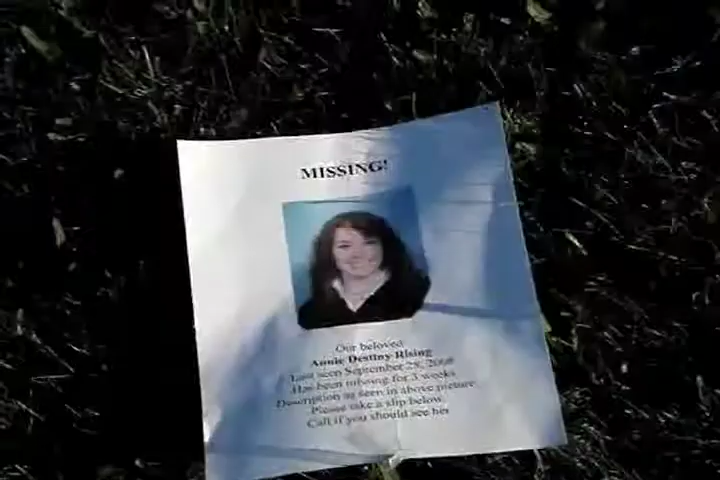 MISSING!
Our beloved
Annie Destiny Rising
Last seen September 28, 2008
Has been missing for 3 weeks
Description as seen in above picture
Please take a slip below
Call if you should see her